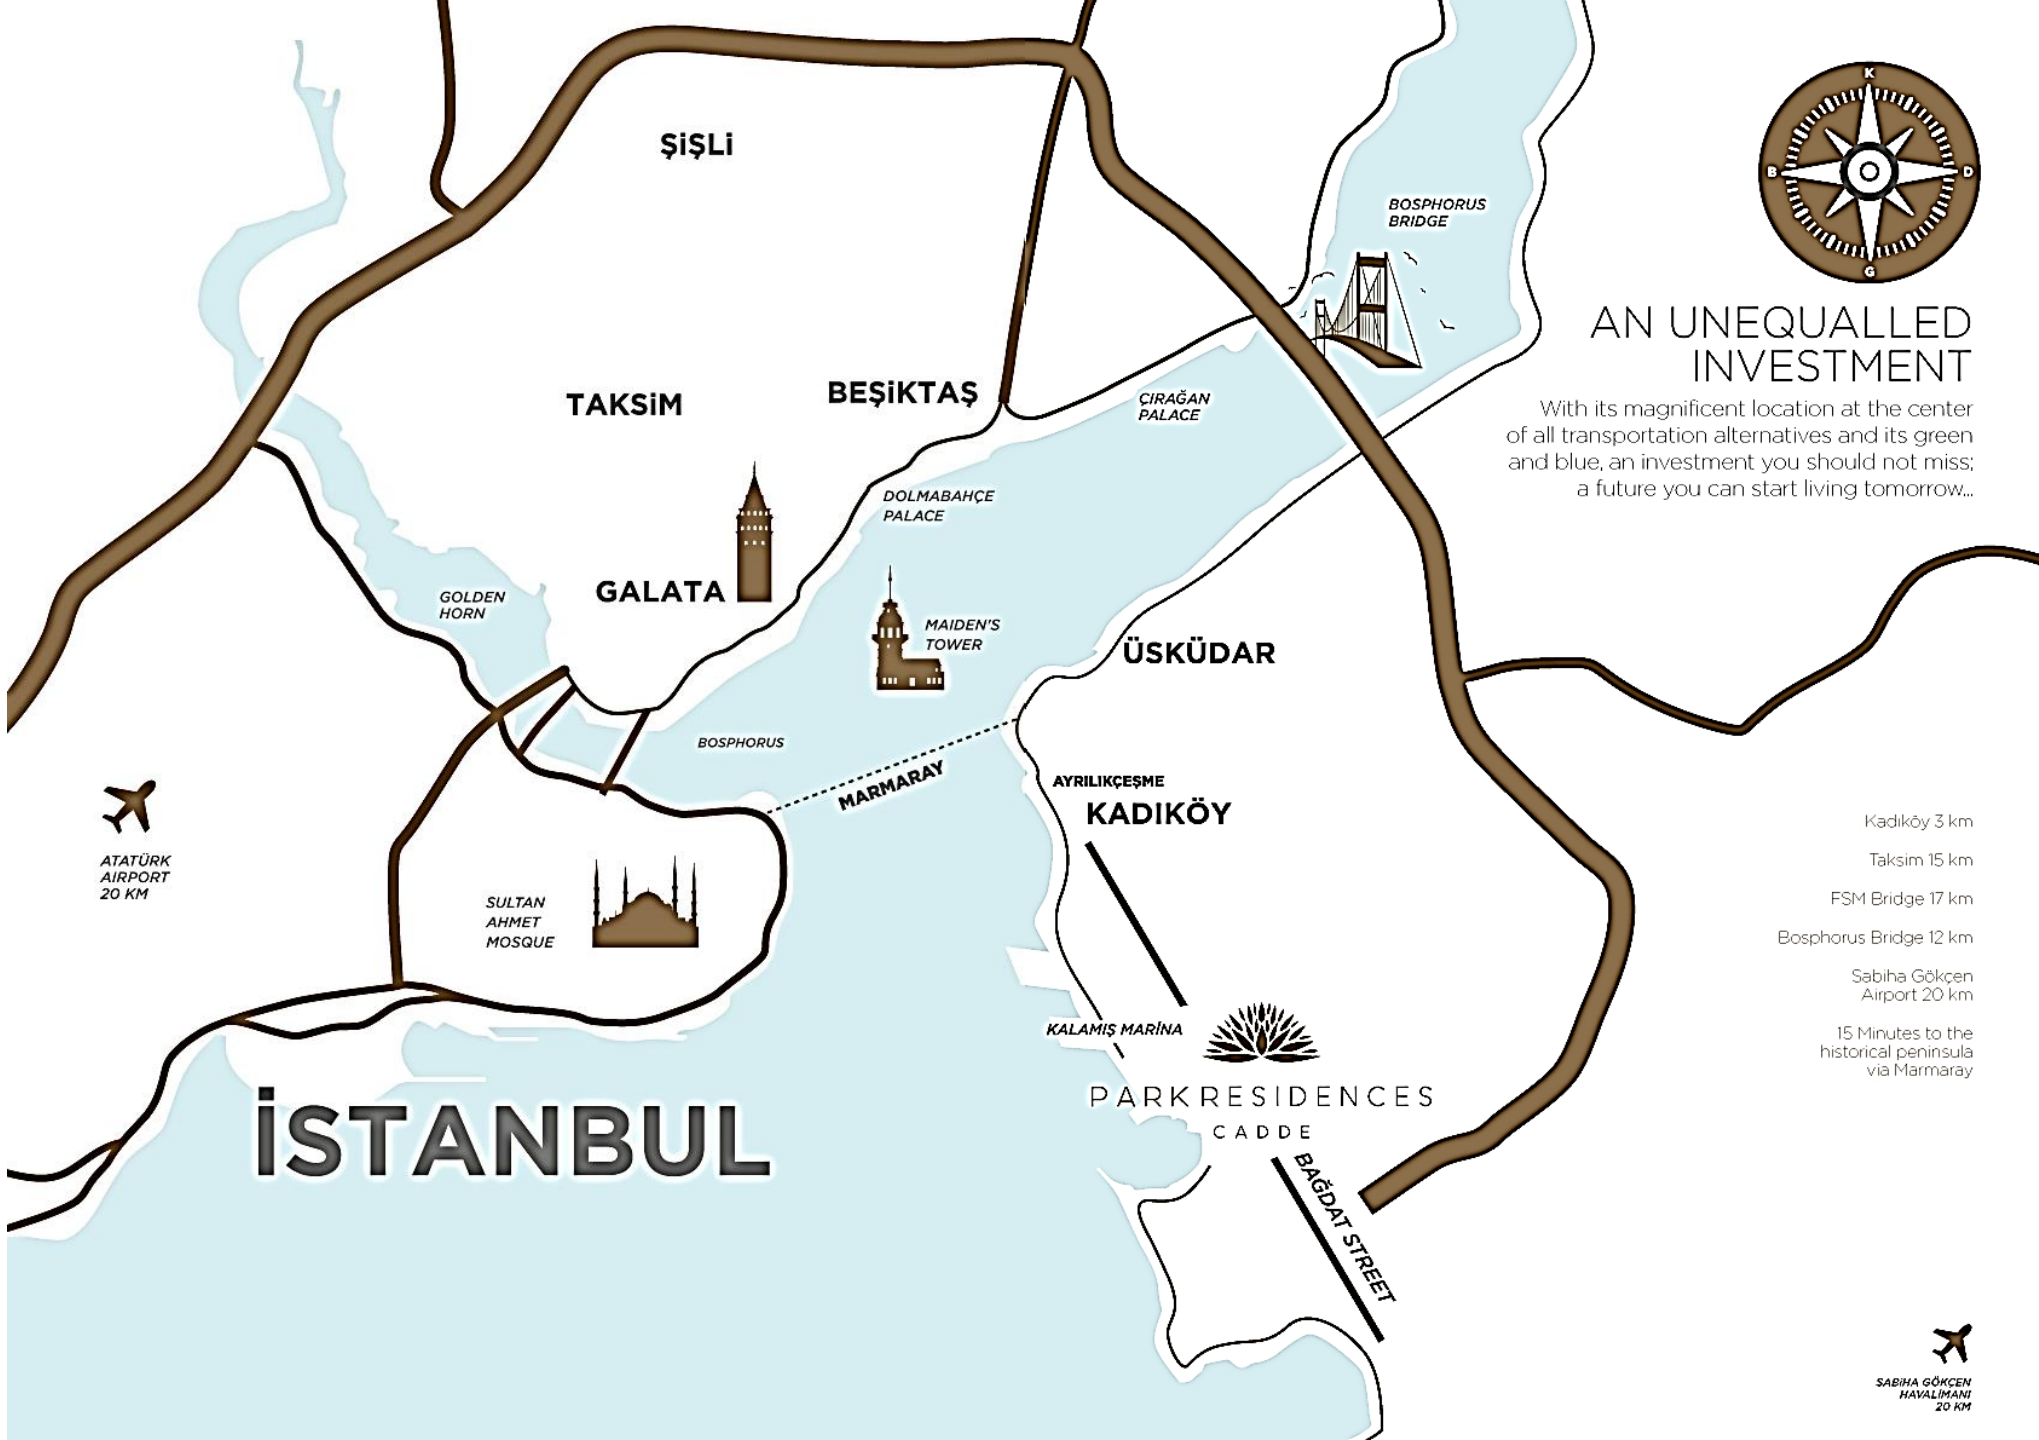 K
B
D
G
ŞİŞLİ
BOSPHORUS
BRIDGE
AN UNEQUALLED
INVESTMENT
With its magnificent location at the center
of all transportation alternatives and its green
and blue, an investment you should not miss;
a future you can start living tomorrow...
TAKSİM
BEŞİKTAŞ
ÇIRAĞAN
PALACE
DOLMABAHÇE
PALACE
GOLDEN
HORN
GALATA
MAIDEN'S
TOWER
ÜSKÜDAR
BOSPHORUS
MARMARAY
AYRILIKÇEŞME
KADIKÖY
ATATÜRK
AIRPORT
20 KM
SULTAN
AHMET
MOSQUE
Kadıköy 3 km
Taksim 15 km
FSM Bridge 17 km
Bosphorus Bridge 12 km
Sabiha Gökçen
Airport 20 km
15 Minutes to the
historical peninsula
via Marmaray
KALAMIŞ MARİNA
PARKRESIDENCES
CADDE
İSTANBUL
BAĞDAT STREET
SABİHA GÖKÇEN
HAVALİMANI
20 KM